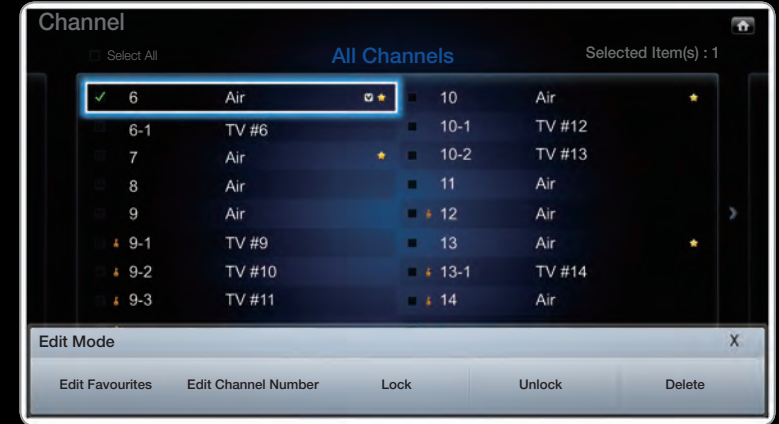 Channel
Select All
All Channels
Selected Item(s) : 1
6 Air
6-1 TV #6
7 Air
8 Air
9 Air
9-1 TV #9
9-2 TV #10
9-3 TV #11
10 Air
10-1 TV #12
10-2 TV #13
11 Air
12 Air
13 Air
13-1 TV #14
14 Air
Edit Mode X
Edit Favourites Edit Channel Number Lock Unlock Delete